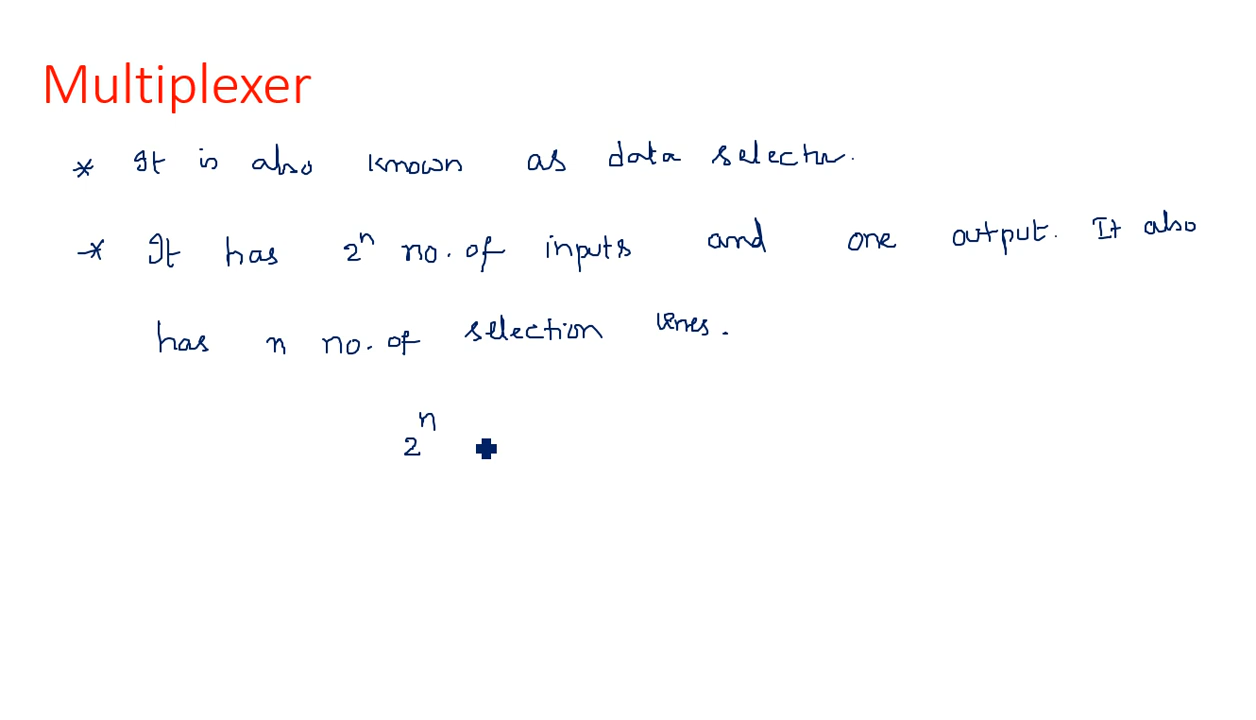 Multiplexer
* It is also known as data selector.
* It has 2ⁿ no. of inputs and one output. It also
has n no. of selection lines.
2ⁿ